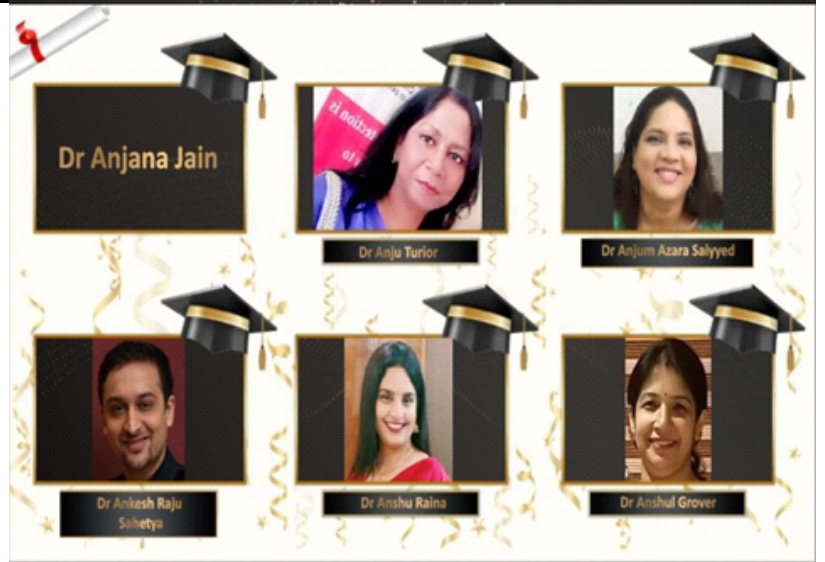 Dr Anjana Jain
Dr Anju Turior
Dr Anjum Azara Saiyyed
Dr Ankesh Raju
Sahetya
Dr Anshu Raina
Dr Anshul Grover